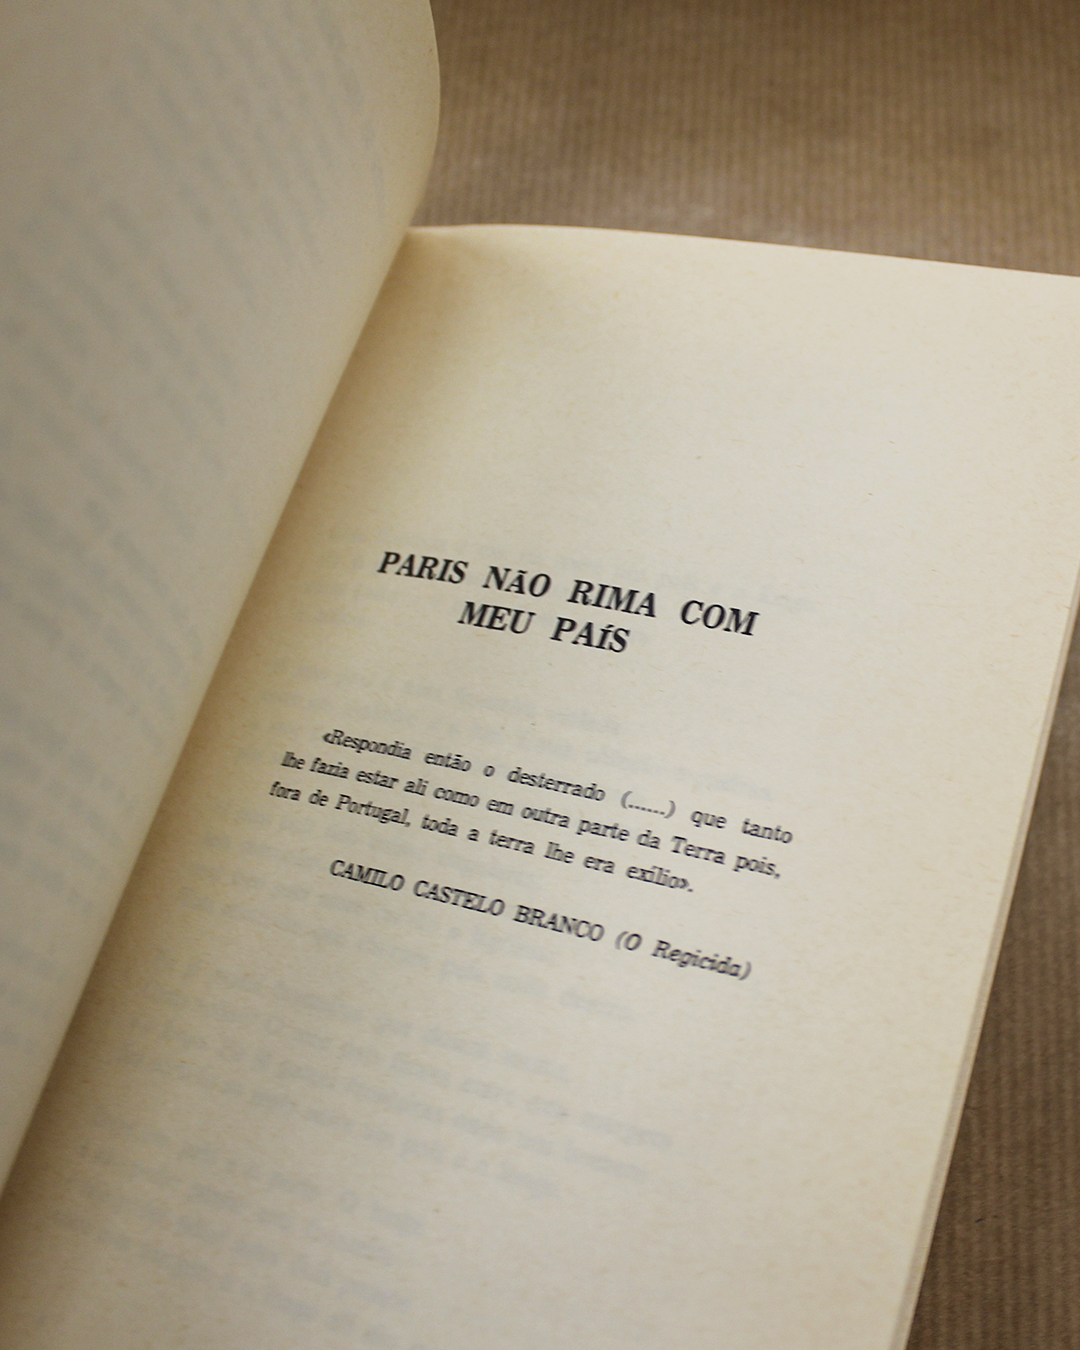 PARIS NÃO RIMA COM
MEU PAÍS
«Respondia então o desterrado (......) que tanto
lhe fazia estar ali como em outra parte da Terra pois,
fora de Portugal, toda a terra lhe era exílio».
CAMILO CASTELO BRANCO (O Regicida)